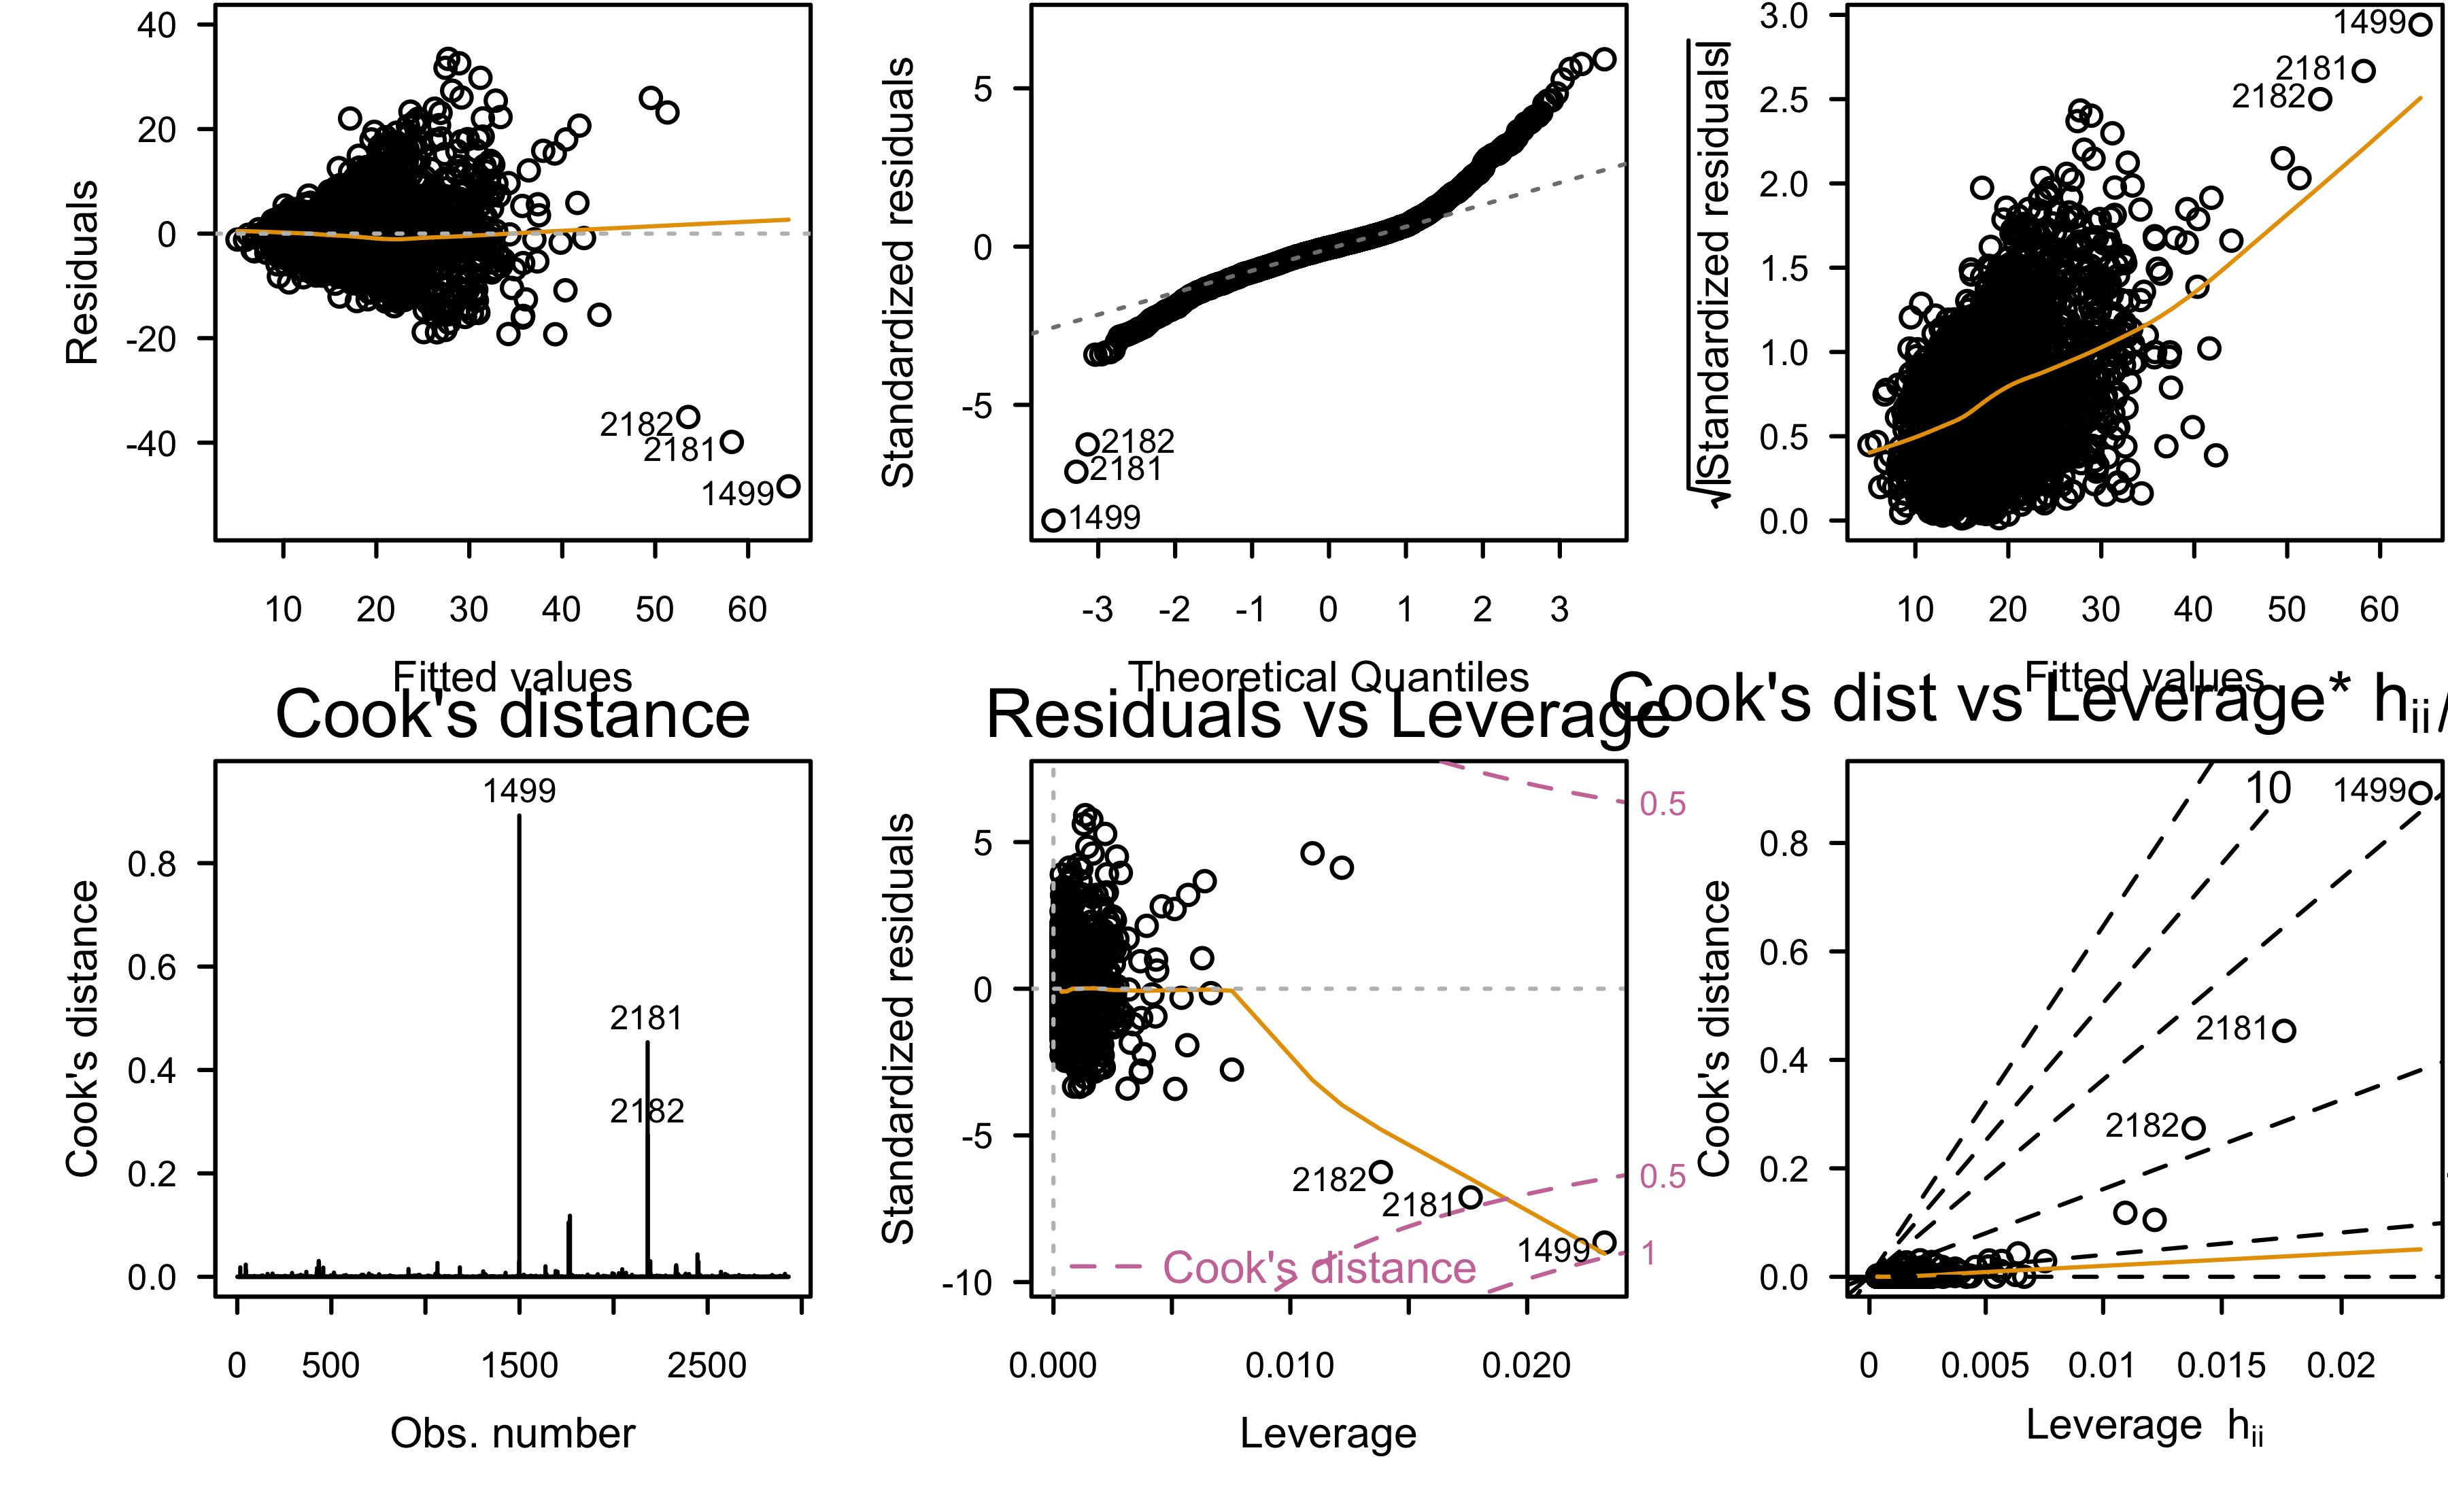 40
20
0
-20
-40
Residuals
2182
2181
1499
10 20 30 40 50 60
Fitted values
5
0
-5
Standardized residuals
2182
2181
1499
-3 -2 -1 0 1 2 3
Theoretical Quantiles
3.0
2.5
2.0
1.5
1.0
0.5
0.0
√|Standardized residuals|
1499
2181
2182
10 20 30 40 50 60
Fitted values
Cook's distance
0.8
0.6
0.4
0.2
0.0
Cook's distance
1499
2181
2182
0 500 1500 2500
Obs. number
Residuals vs Leverage
5
0
-5
-10
Standardized residuals
0.5
2182
2181
0.5
1499
1
Cook's distance
0.000 0.010 0.020
Leverage
Cook's dist vs Leverage* hii/
0.8
0.6
0.4
0.2
0.0
Cook's distance
10
1499
2181
2182
0 0.005 0.01 0.015 0.02
Leverage hii